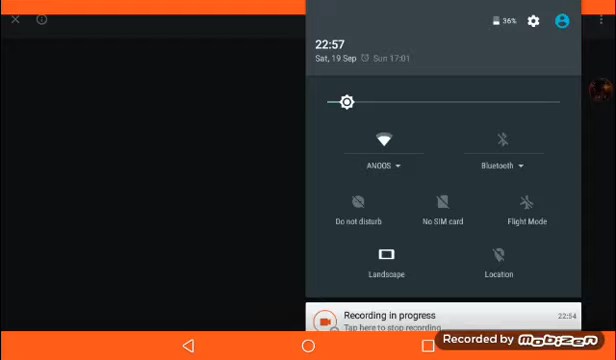 36%
22:57
Sat, 19 Sep Sun 17:01
ANOOS Bluetooth
Do not disturb No SIM card Flight Mode
Landscape Location
Recording in progress 22:54
Tap here to stop recording
Recorded by mobizen